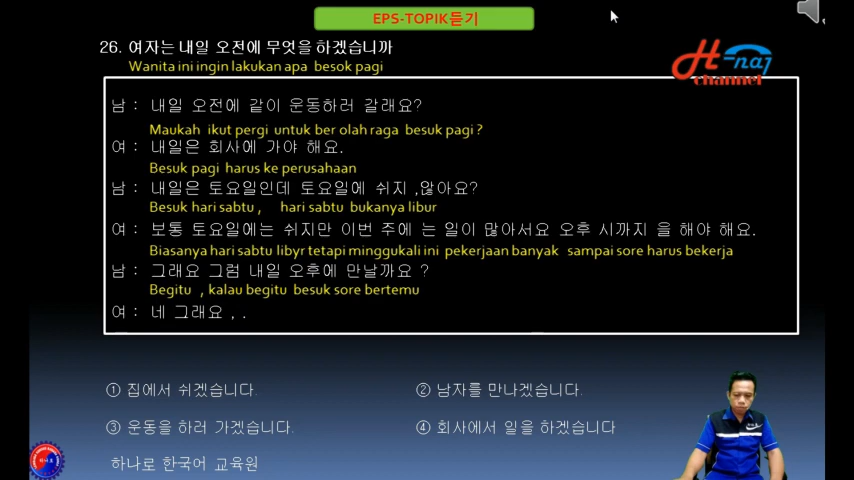 EPS-TOPIK듣기
26. 여자는 내일 오전에 무엇을 하겠습니까
Wanita ini ingin lakukan apa besok pagi
H-naj
channel
남 : 내일 오전에 같이 운동하러 갈래요?
Maukah ikut pergi untuk ber olah raga besuk pagi ?
여 : 내일은 회사에 가야 해요.
Besuk pagi harus ke perusahaan
남 : 내일은 토요일인데 토요일에 쉬지 ,않아요?
Besuk hari sabtu , hari sabtu bukanya libur
여 : 보통 토요일에는 쉬지만 이번 주에 는 일이 많아서요 오후 시까지 을 해야 해요.
Biasanya hari sabtu libyr tetapi minggukali ini pekerjaan banyak sampai sore harus bekerja
남 : 그래요 그럼 내일 오후에 만날까요 ?
Begitu , kalau begitu besuk sore bertemu
여 : 네 그래요 , .
① 집에서 쉬겠습니다.
② 남자를 만나겠습니다.
③ 운동을 하러 가겠습니다.
④ 회사에서 일을 하겠습니다
하나로 한국어 교육원